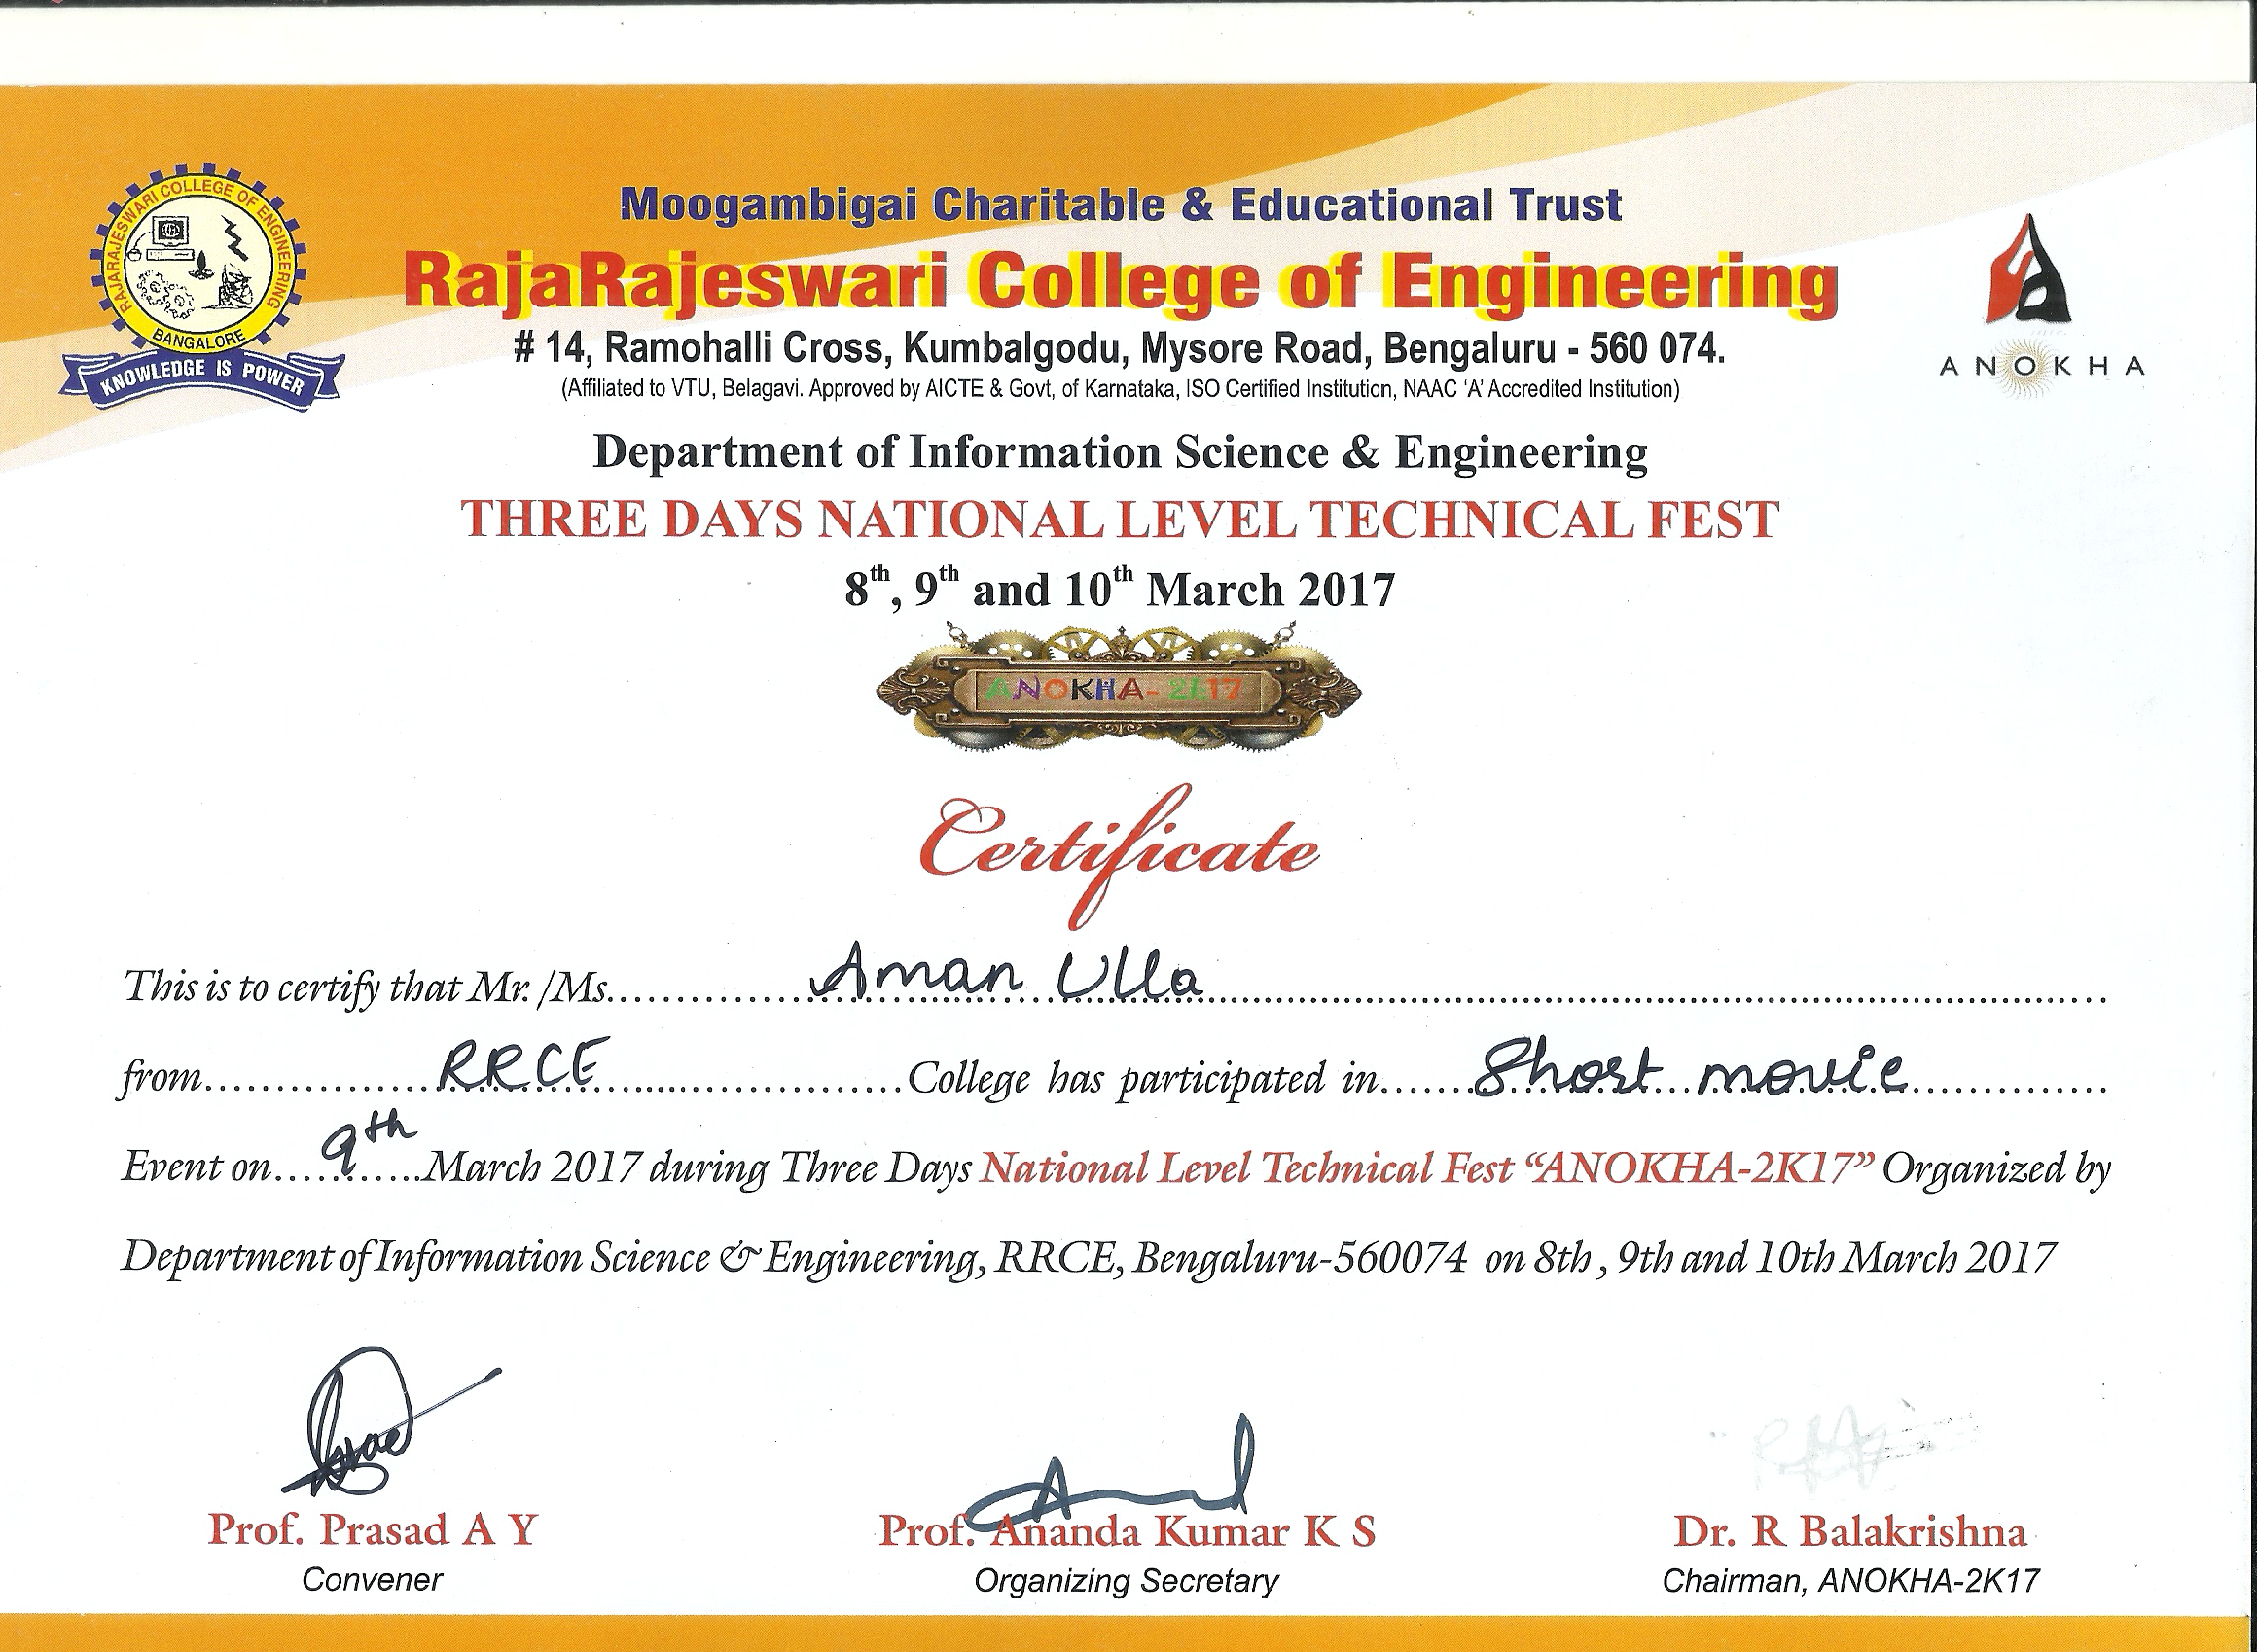 Moogambigai Charitable & Educational Trust
RAJARAJESWARI COLLEGE OF ENGINEERING
BANGALORE
KNOWLEDGE IS POWER
RajaRajeswari College of Engineering
# 14, Ramohalli Cross, Kumbalgodu, Mysore Road, Bengaluru - 560 074.
(Affiliated to VTU, Belagavi. Approved by AICTE & Govt, of Karnataka, ISO Certified Institution, NAAC 'A' Accredited Institution)
ANOKHA
Department of Information Science & Engineering
THREE DAYS NATIONAL LEVEL TECHNICAL FEST
8th, 9th and 10th March 2017
ANOKHA-2K17
Certificate
This is to certify that Mr. /Ms. Aman Ulla
from RRCE College has participated in Short movie
Event on 9th March 2017 during Three Days National Level Technical Fest “ANOKHA-2K17” Organized by
Department of Information Science & Engineering, RRCE, Bengaluru-560074 on 8th , 9th and 10th March 2017
Prof. Prasad A Y
Convener
Prof. Ananda Kumar K S
Organizing Secretary
Dr. R Balakrishna
Chairman, ANOKHA-2K17